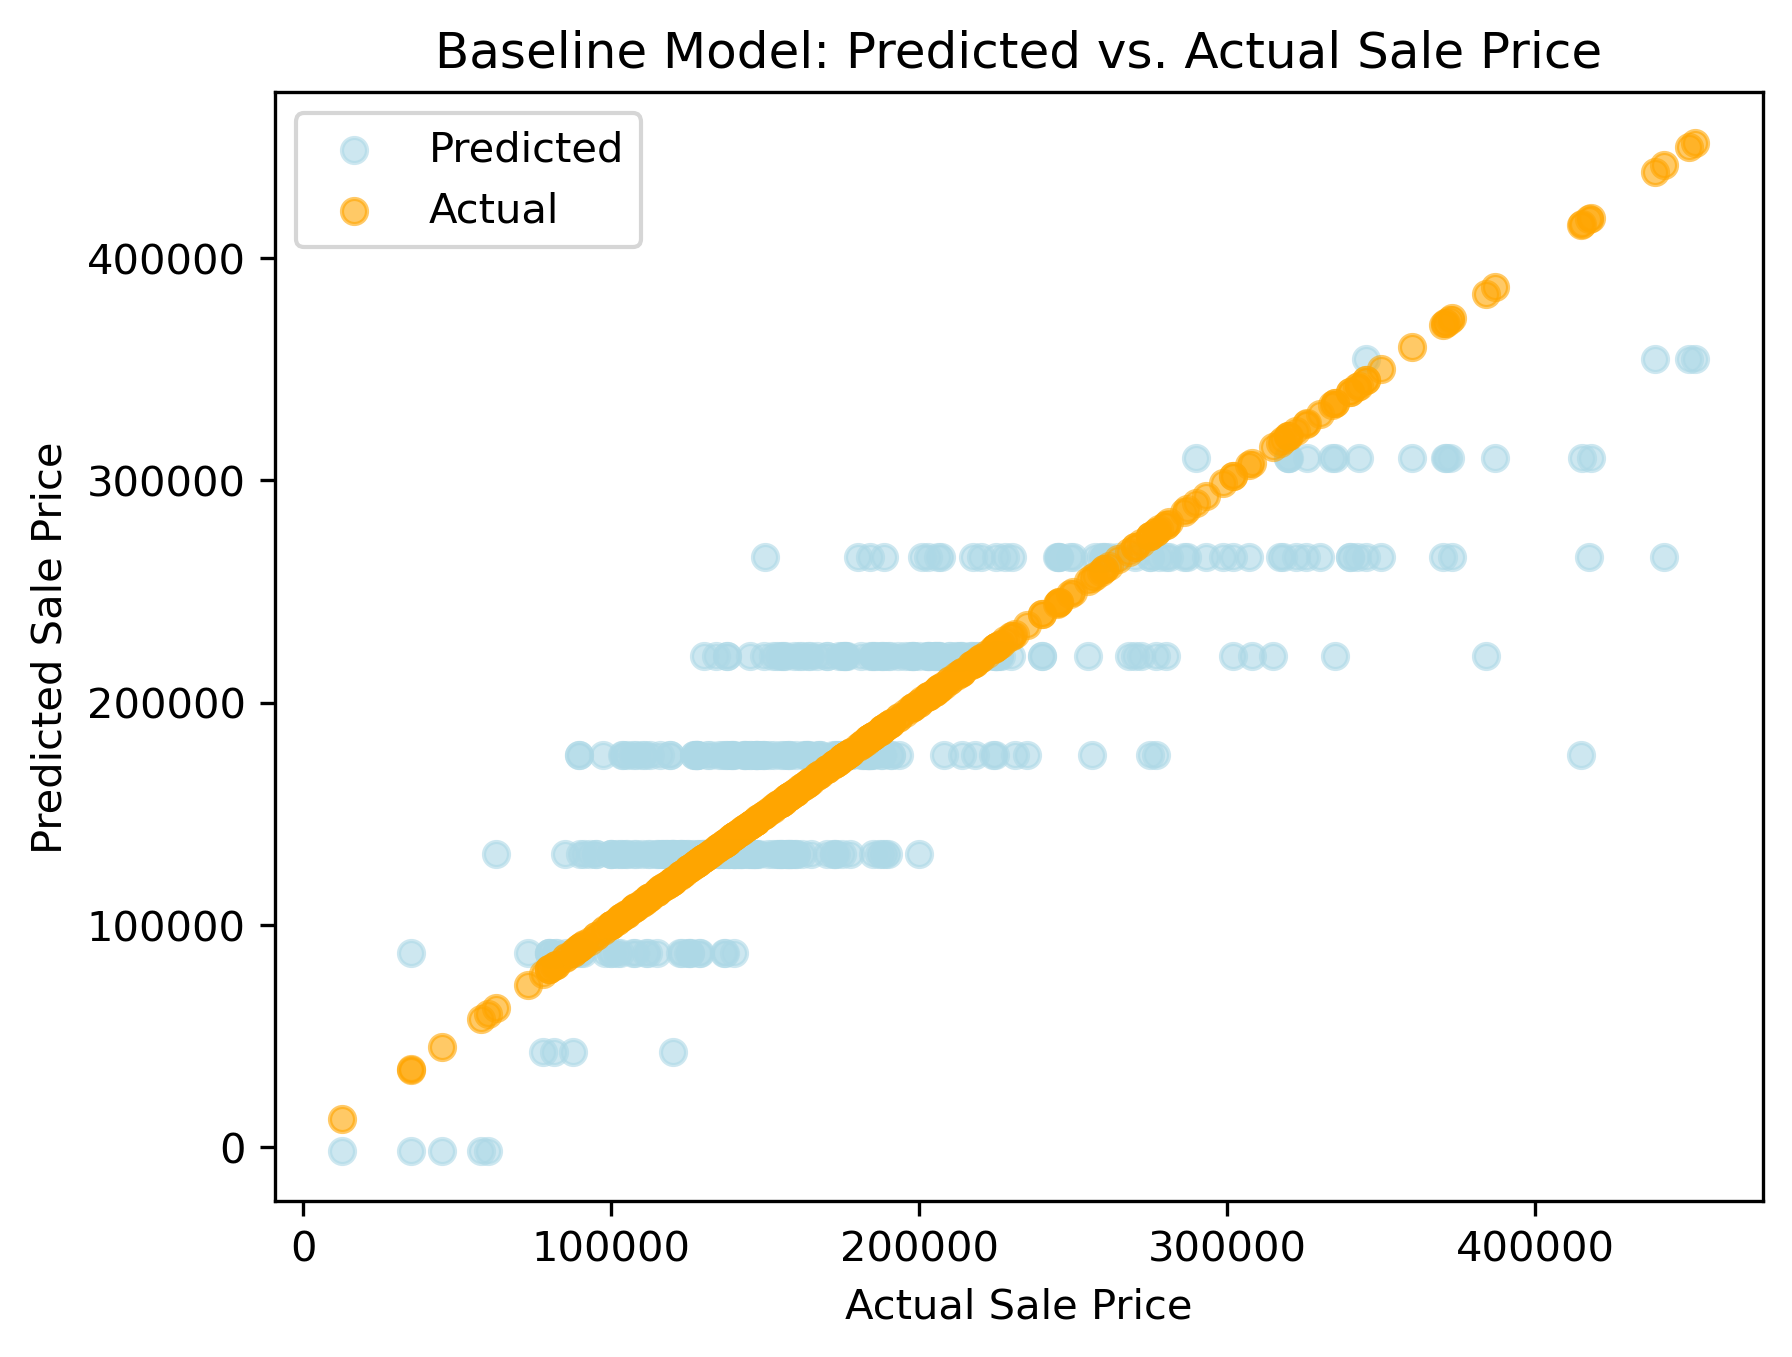 Baseline Model: Predicted vs. Actual Sale Price
Predicted
Actual
Predicted Sale Price
400000
300000
200000
100000
0
0 100000 200000 300000 400000
Actual Sale Price